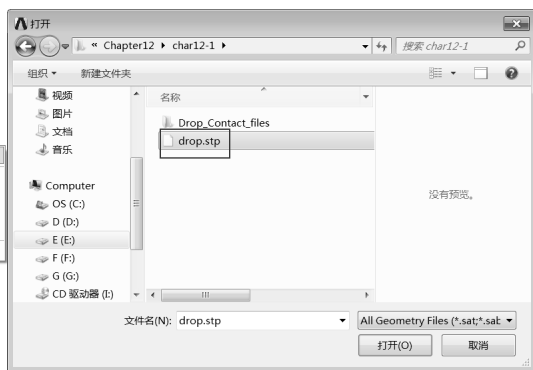 打开
« Chapter12 ▸ char12-1 ▸
搜索 char12-1
组织 ▾ 新建文件夹
视频
图片
文档
音乐
Computer
OS (C:)
D (D:)
E (E:)
F (F:)
G (G:)
CD 驱动器 (I:)
名称
Drop_Contact_files
drop.stp
没有预览。
文件名(N): drop.stp
All Geometry Files (*.sat;*.sab
打开(O) 取消